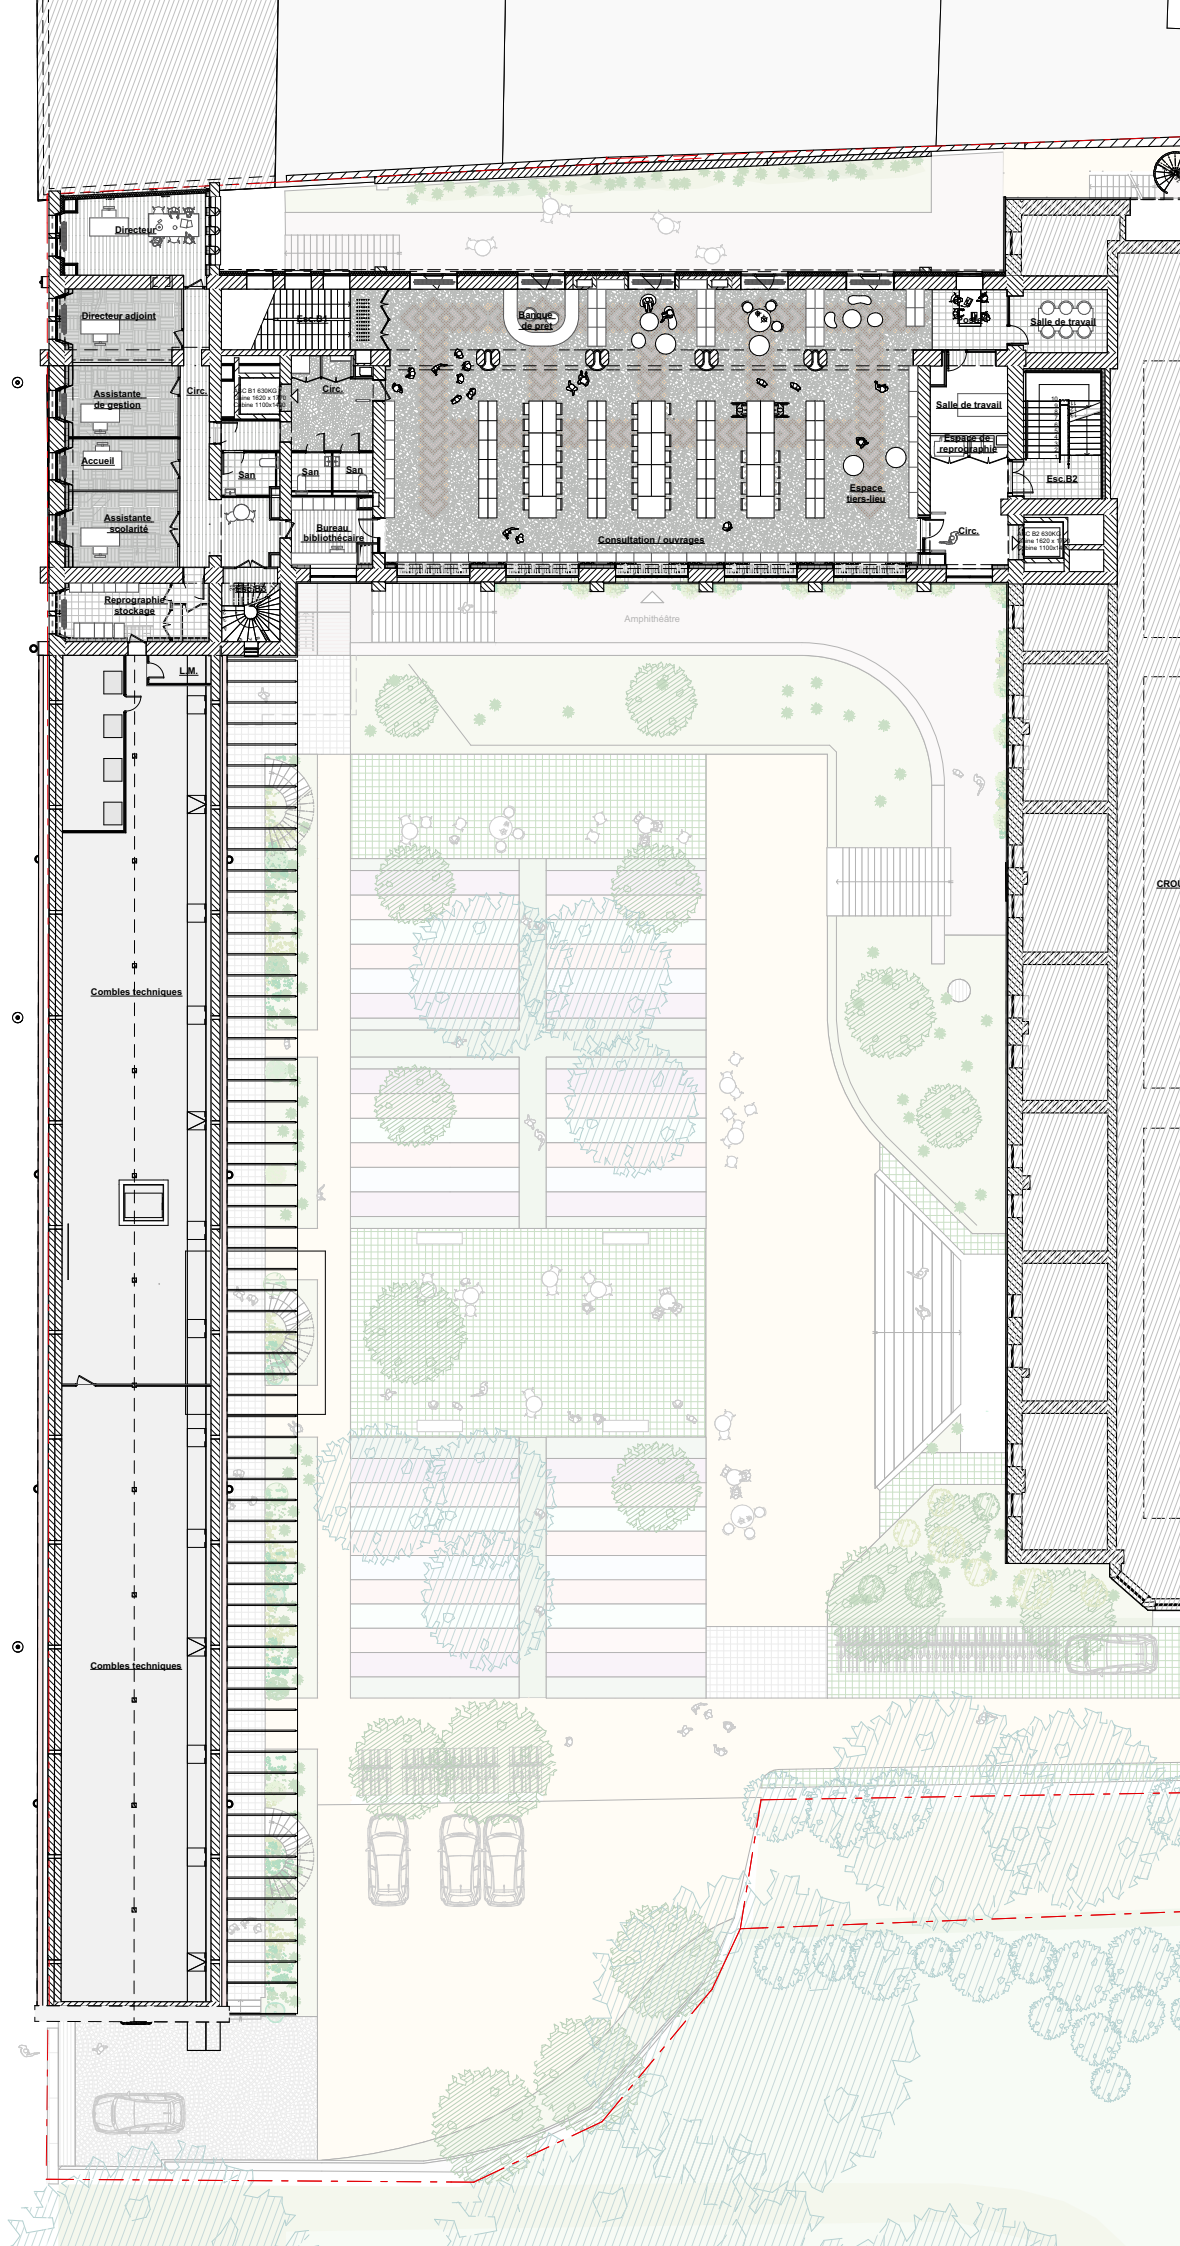 Directeur
Directeur adjoint
Esc.B1
Banque
de prêt
Salle de travail
Assistante
de gestion
Circ.
Circ.
Salle de travail
Accueil
San
San
San
Espace de
reprographie
Esc.B2
Assistante
scolarité
Bureau
bibliothécaire
Espace
tiers-lieu
Consultation / ouvrages
Circ.
Reprographie
stockage
Amphithéâtre
L.M.
CROU
Combles techniques
Combles techniques